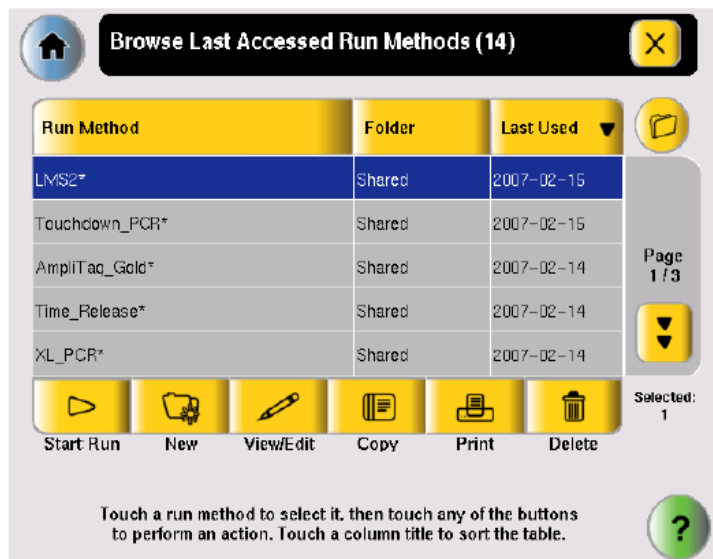 Browse Last Accessed Run Methods (14)
Run Method Folder Last Used
LMS2* Shared 2007-02-15
Touchdown_PCR* Shared 2007-02-15
AmpliTaq_Gold* Shared 2007-02-14
Time_Release* Shared 2007-02-14
XL_PCR* Shared 2007-02-14
Page
1/3
Start Run New View/Edit Copy Print Delete
Selected:
1
Touch a run method to select it, then touch any of the buttons
to perform an action. Touch a column title to sort the table.
?